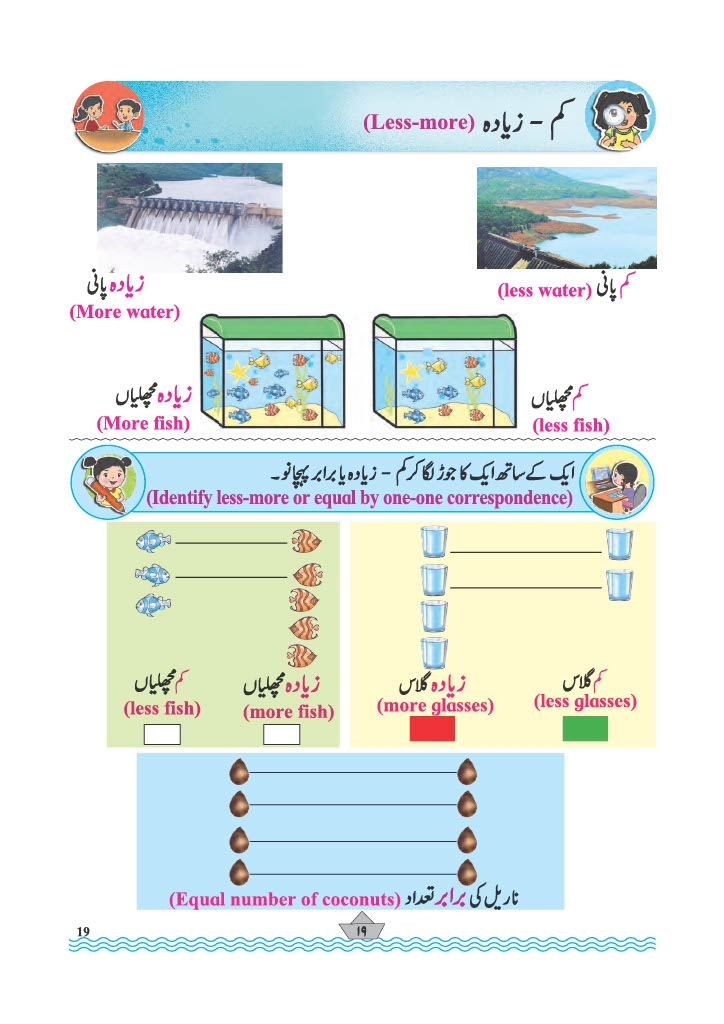 کم - زیادہ (Less-more)
زیادہ پانی
(More water)
کم پانی (less water)
زیادہ مچھلیاں
(More fish)
کم مچھلیاں
(less fish)
ایک کے ساتھ ایک کا جوڑ لگا کر کم - زیادہ یا برابر پہچانو۔
(Identify less-more or equal by one-one correspondence)
کم مچھلیاں
(less fish)
زیادہ مچھلیاں
(more fish)
زیادہ گلاس
(more glasses)
کم گلاس
(less glasses)
ناریل کی برابر تعداد (Equal number of coconuts)
19
۱۹